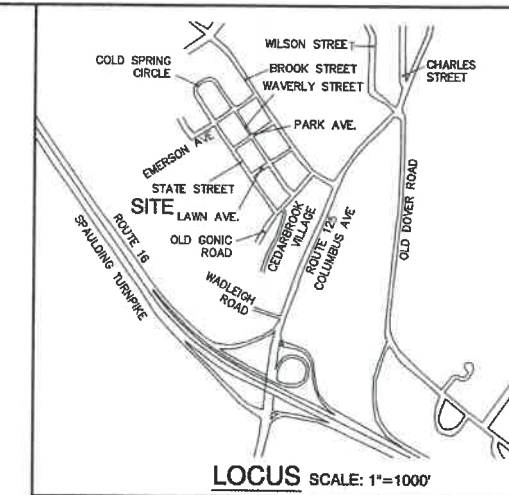 WILSON STREET
COLD SPRING
CIRCLE
BROOK STREET
CHARLES
STREET
WAVERLY STREET
PARK AVE.
EMERSON AVE
STATE STREET
SITE
LAWN AVE.
OLD GONIC
ROAD
CEDARBROOK
VILLAGE
ROUTE 125
COLUMBUS AVE
OLD DOVER ROAD
ROUTE 16
SPAULDING TURNPIKE
WADLEIGH
ROAD
LOCUS SCALE: 1"=1000'